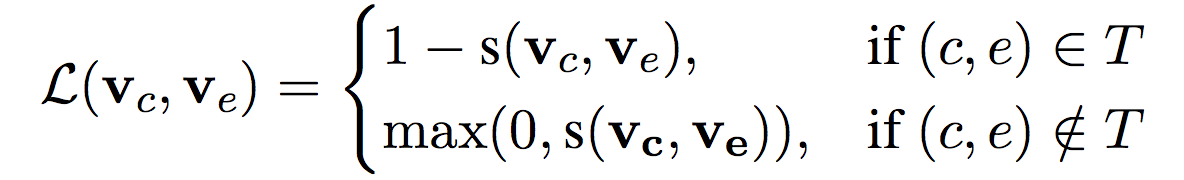 ℒ(𝐯_c, 𝐯_e) = { 1 − s(𝐯_c, 𝐯_e), if (c, e) ∈ T
max(0, s(𝐯_𝐜, 𝐯_𝐞)), if (c, e) ∉ T